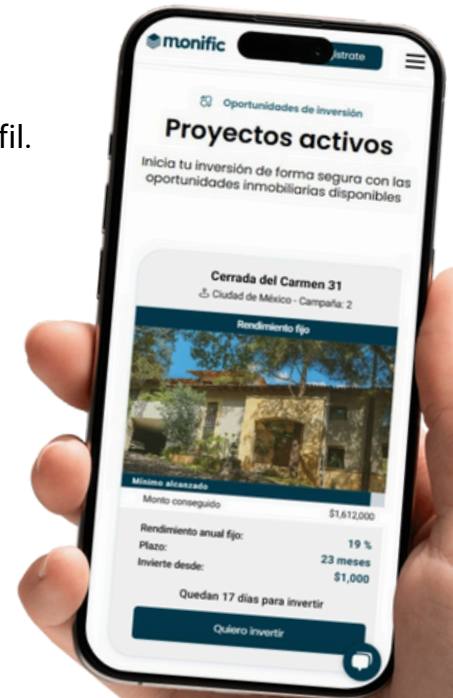 fil.
monific
istrate
Oportunidades de inversión
Proyectos activos
Inicia tu inversión de forma segura con las
oportunidades inmobiliarias disponibles
Cerrada del Carmen 31
Ciudad de México - Campaña: 2
Rendimiento fijo
Mínimo alcanzado
Monto conseguido $1,612,000
Rendimiento anual fijo: 19 %
Plazo: 23 meses
Invierte desde: $1,000
Quedan 17 días para invertir
Quiero invertir